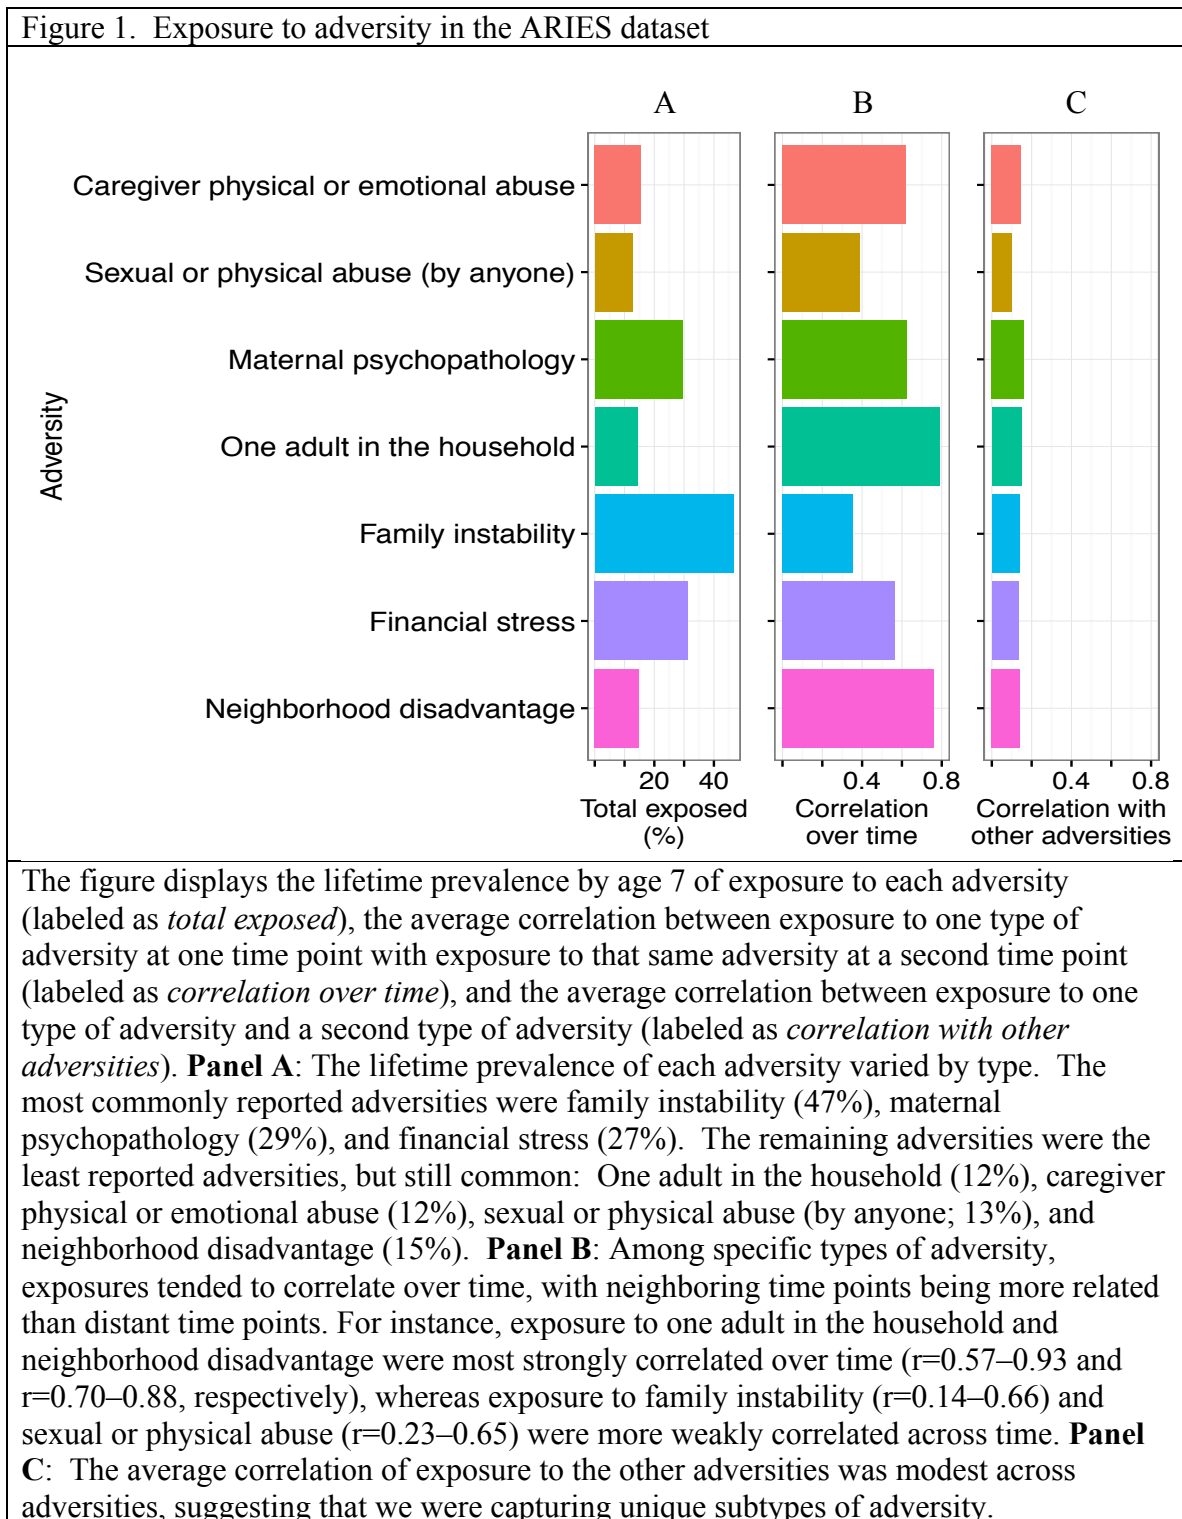 Figure 1.  Exposure to adversity in the ARIES dataset
A B C
Caregiver physical or emotional abuse
Sexual or physical abuse (by anyone)
Maternal psychopathology
One adult in the household
Family instability
Financial stress
Neighborhood disadvantage
Adversity
20 40 0.4 0.8 0.4 0.8
Total exposed Correlation Correlation with
(%) over time other adversities
The figure displays the lifetime prevalence by age 7 of exposure to each adversity
(labeled as total exposed), the average correlation between exposure to one type of
adversity at one time point with exposure to that same adversity at a second time point
(labeled as correlation over time), and the average correlation between exposure to one
type of adversity and a second type of adversity (labeled as correlation with other
adversities). Panel A: The lifetime prevalence of each adversity varied by type.  The
most commonly reported adversities were family instability (47%), maternal
psychopathology (29%), and financial stress (27%).  The remaining adversities were the
least reported adversities, but still common:  One adult in the household (12%), caregiver
physical or emotional abuse (12%), sexual or physical abuse (by anyone; 13%), and
neighborhood disadvantage (15%).  Panel B: Among specific types of adversity,
exposures tended to correlate over time, with neighboring time points being more related
than distant time points. For instance, exposure to one adult in the household and
neighborhood disadvantage were most strongly correlated over time (r=0.57–0.93 and
r=0.70–0.88, respectively), whereas exposure to family instability (r=0.14–0.66) and
sexual or physical abuse (r=0.23–0.65) were more weakly correlated across time. Panel
C:  The average correlation of exposure to the other adversities was modest across
adversities, suggesting that we were capturing unique subtypes of adversity.